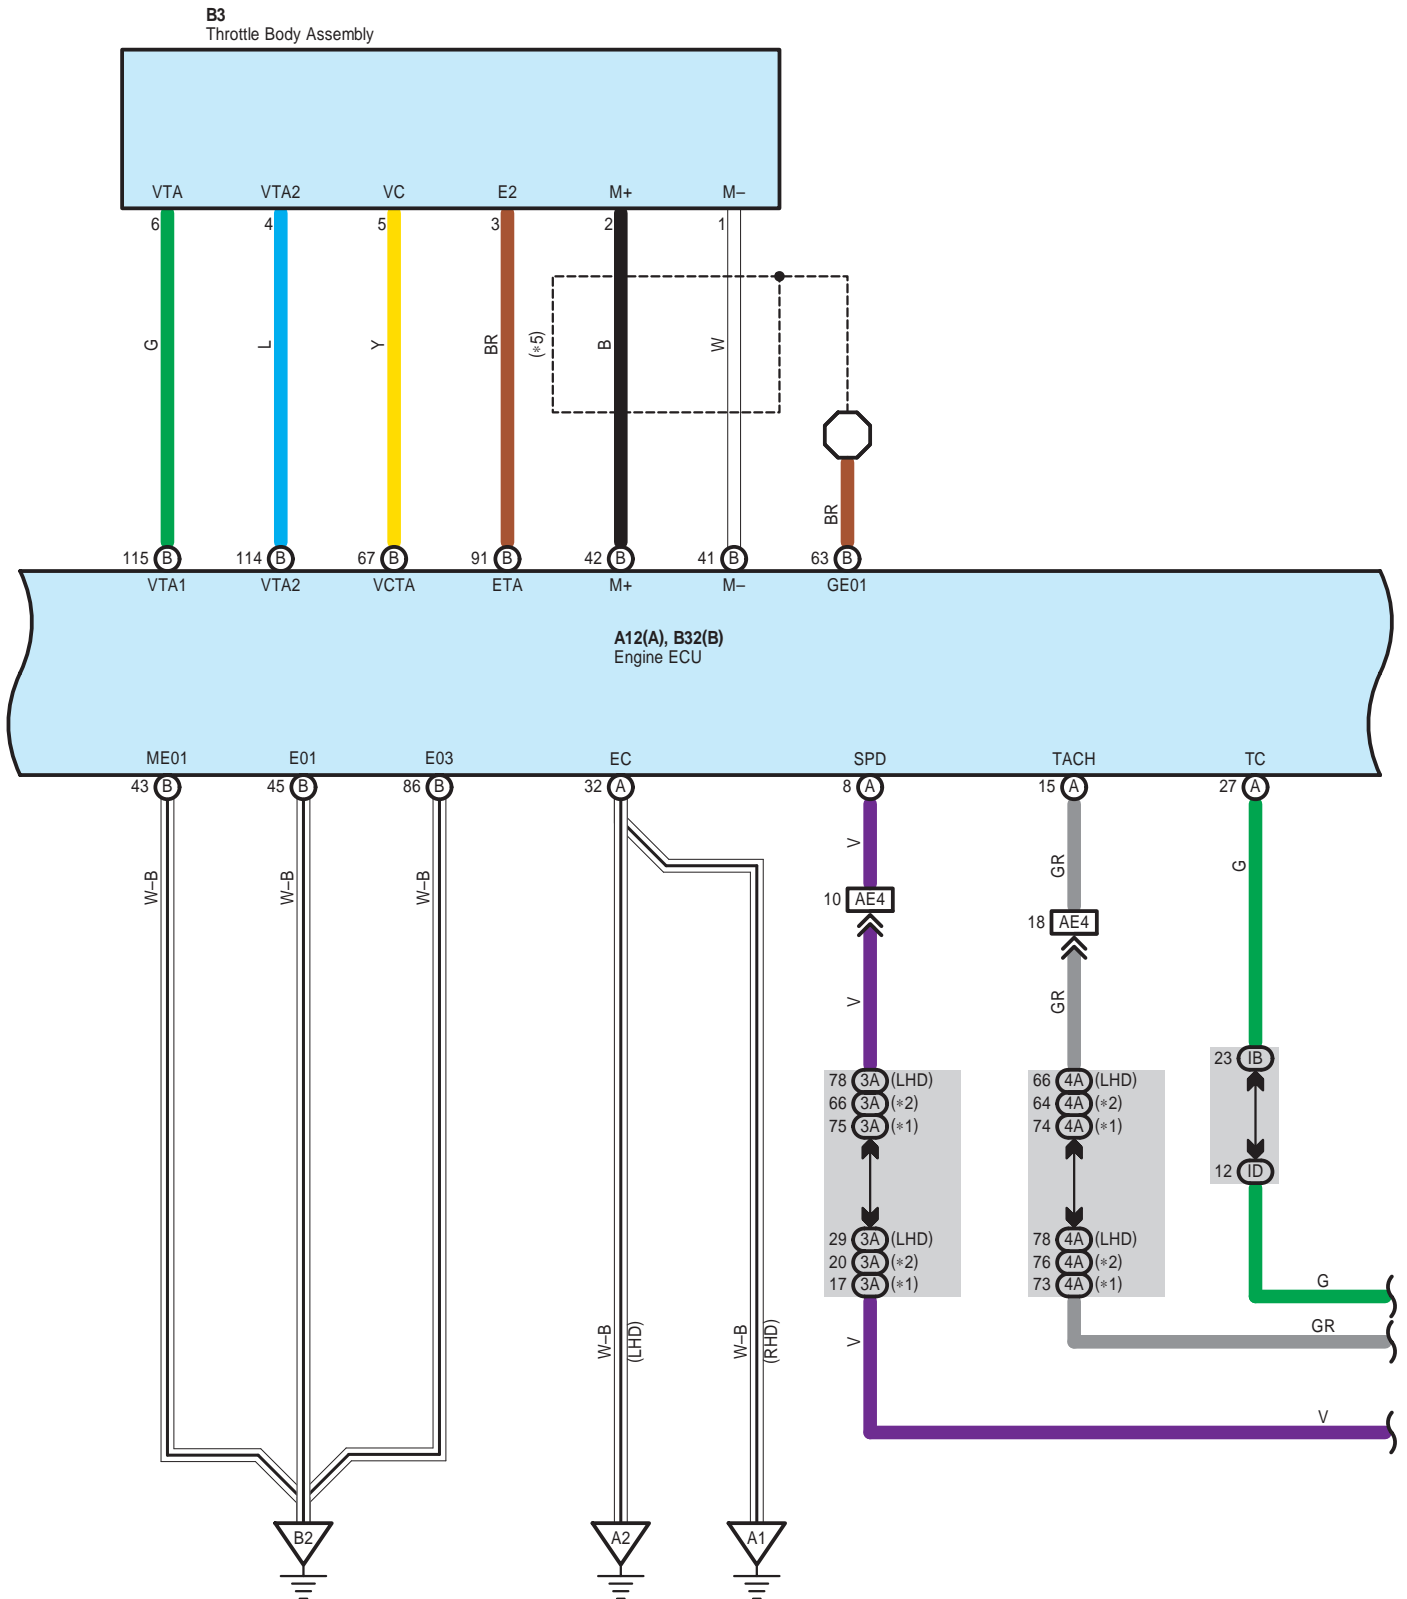 B3
Throttle Body Assembly
VTA VTA2 VC E2 M+ M–
6 4 5 3 2 1
G L Y BR (*5) B W
BR
115 B 114 B 67 B 91 B 42 B 41 B 63 B
VTA1 VTA2 VCTA ETA M+ M– GE01
A12(A), B32(B)
Engine ECU
ME01 E01 E03 EC SPD TACH TC
43 B 45 B 86 B 32 A 8 A 15 A 27 A
W–B W–B W–B V GR G
10 AE4
18 AE4
V GR
23 IB
78 3A (LHD) 66 4A (LHD)
66 3A (*2) 64 4A (*2)
75 3A (*1) 74 4A (*1)
12 ID
29 3A (LHD) 78 4A (LHD)
20 3A (*2) 76 4A (*2)
17 3A (*1) 73 4A (*1)
G
GR
W–B (LHD) W–B (RHD) V
V
B2 A2 A1